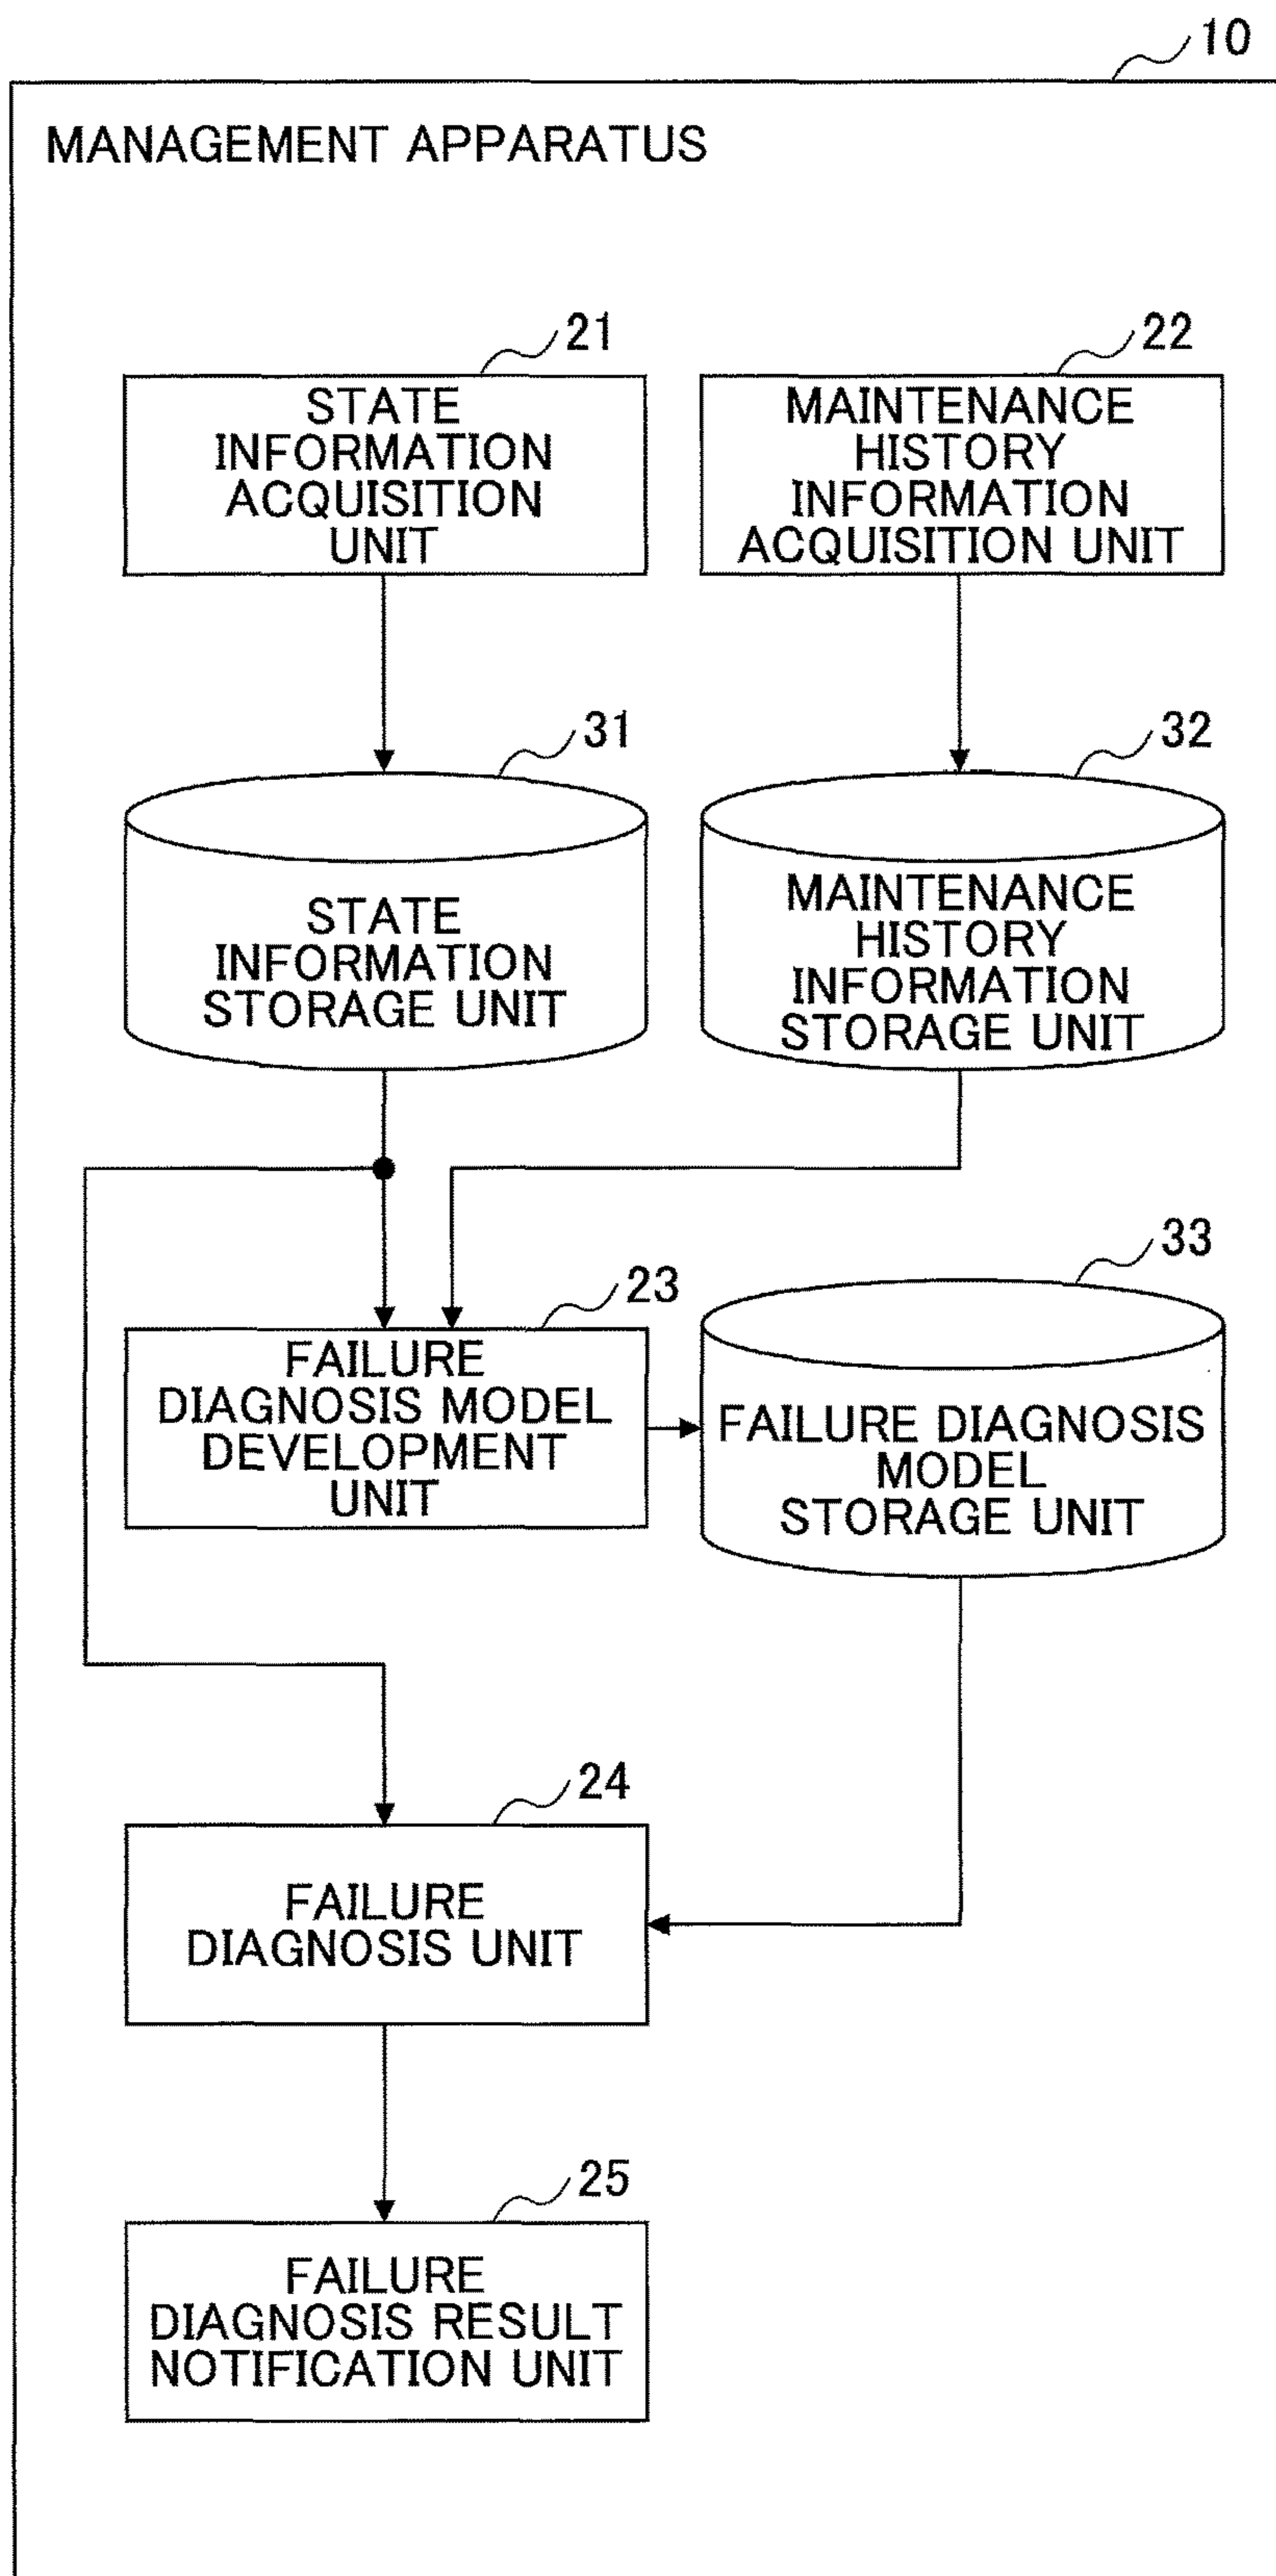 10
MANAGEMENT APPARATUS
21
STATE
INFORMATION
ACQUISITION
UNIT
22
MAINTENANCE
HISTORY
INFORMATION
ACQUISITION UNIT
31
STATE
INFORMATION
STORAGE UNIT
32
MAINTENANCE
HISTORY
INFORMATION
STORAGE UNIT
23
FAILURE
DIAGNOSIS MODEL
DEVELOPMENT
UNIT
33
FAILURE DIAGNOSIS
MODEL
STORAGE UNIT
24
FAILURE
DIAGNOSIS UNIT
25
FAILURE
DIAGNOSIS RESULT
NOTIFICATION UNIT